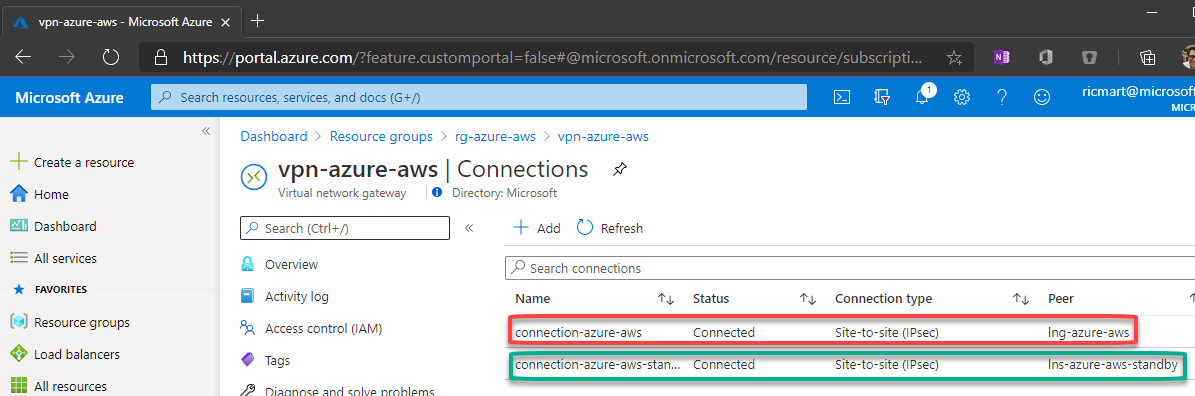 vpn-azure-aws - Microsoft Azure
https://portal.azure.com/?feature.customportal=false#@microsoft.onmicrosoft.com/resource/subscripti...
Microsoft Azure
Search resources, services, and docs (G+/)
1
ricmart@microsoft
MICR
Dashboard > Resource groups > rg-azure-aws > vpn-azure-aws
Create a resource
Home
Dashboard
All services
FAVORITES
Resource groups
Load balancers
All resources
vpn-azure-aws | Connections
Virtual network gateway
Directory: Microsoft
Search (Ctrl+/)
Overview
Activity log
Access control (IAM)
Tags
Diagnose and solve problems
Add
Refresh
Search connections
Name Status Connection type Peer
connection-azure-aws Connected Site-to-site (IPsec) lng-azure-aws
connection-azure-aws-stan... Connected Site-to-site (IPsec) lns-azure-aws-standby